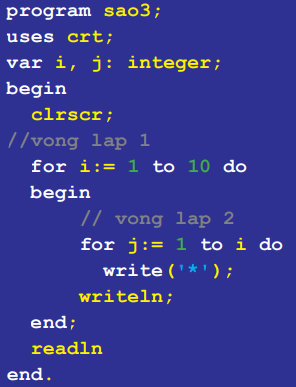 program sao3;
uses crt;
var i, j: integer;
begin
  clrscr;
//vong lap 1
  for i:= 1 to 10 do
  begin
      // vong lap 2
      for j:= 1 to i do
        write('*');
      writeln;
  end;
  readln
end.